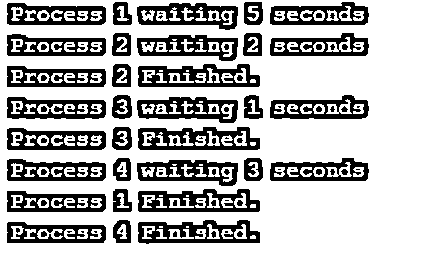 Process 1 waiting 5 seconds
Process 2 waiting 2 seconds
Process 2 Finished.
Process 3 waiting 1 seconds
Process 3 Finished.
Process 4 waiting 3 seconds
Process 1 Finished.
Process 4 Finished.